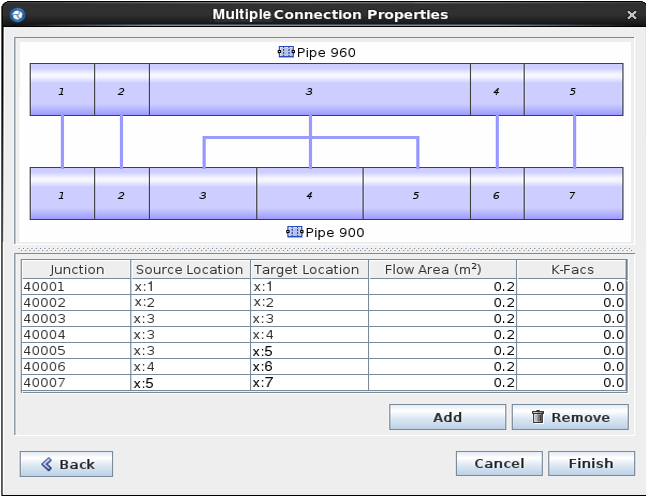 Multiple Connection Properties
Pipe 960
1 2 3 4 5
1 2 3 4 5 6 7
Pipe 900
Junction Source Location Target Location Flow Area (m²) K-Facs
40001 x:1 x:1 0.2 0.0
40002 x:2 x:2 0.2 0.0
40003 x:3 x:3 0.2 0.0
40004 x:3 x:4 0.2 0.0
40005 x:3 x:5 0.2 0.0
40006 x:4 x:6 0.2 0.0
40007 x:5 x:7 0.2 0.0
Add Remove
Back Cancel Finish